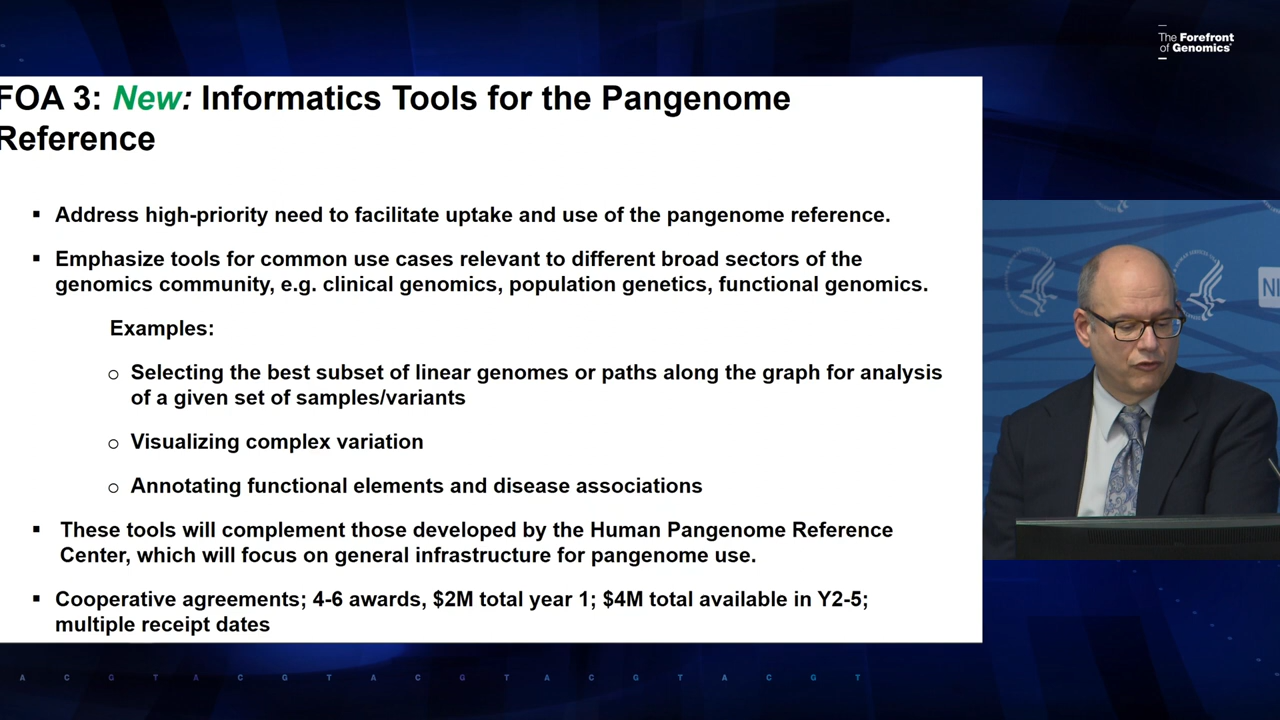 The Forefront
of Genomics®
FOA 3: New: Informatics Tools for the Pangenome
Reference
▪ Address high-priority need to facilitate uptake and use of the pangenome reference.
▪ Emphasize tools for common use cases relevant to different broad sectors of the
genomics community, e.g. clinical genomics, population genetics, functional genomics.
Examples:
o Selecting the best subset of linear genomes or paths along the graph for analysis
of a given set of samples/variants
o Visualizing complex variation
o Annotating functional elements and disease associations
▪ These tools will complement those developed by the Human Pangenome Reference
Center, which will focus on general infrastructure for pangenome use.
▪ Cooperative agreements; 4-6 awards, $2M total year 1; $4M total available in Y2-5;
multiple receipt dates
A C G T A C G T A C G T A C G T A C G T